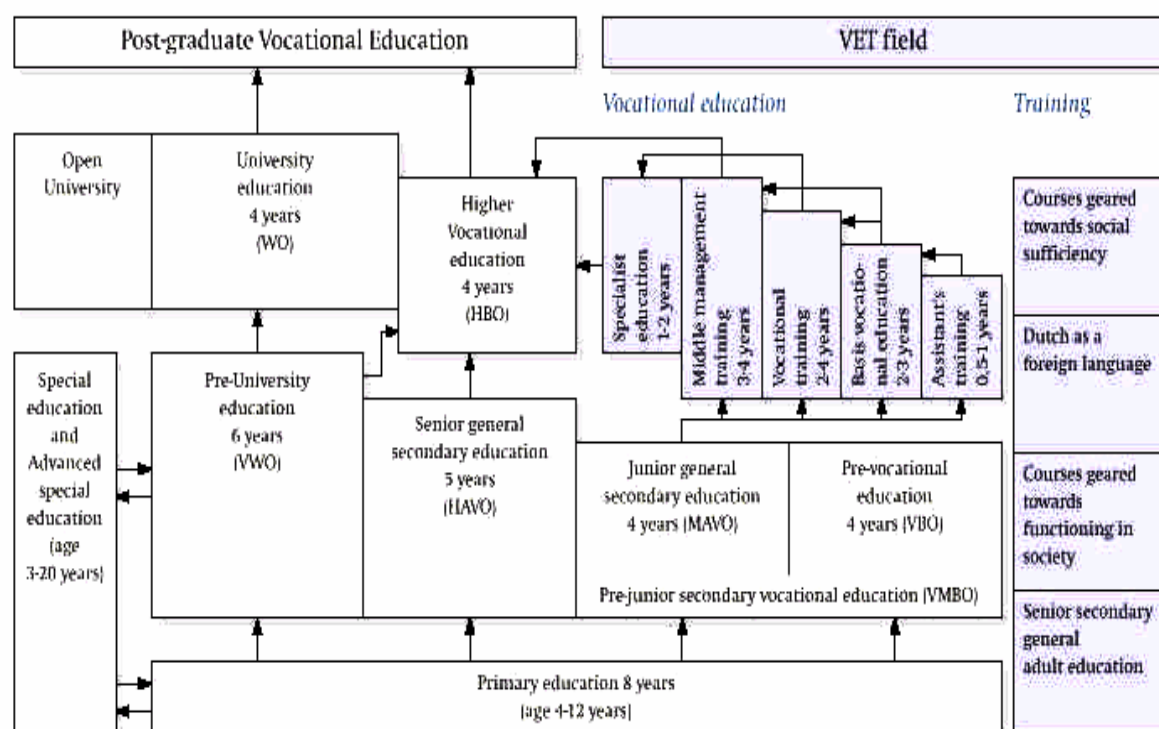 Post-graduate Vocational Education
VET field
Vocational education
Training
Open
University
University
education
4 years
(WO)
Higher
Vocational
education
4 years
(HBO)
Specialist
education
1-2 years
Middle management
training
3-4 years
Vocational
training
2-4 years
Basis vocatio-
nal education
2-3 years
Assistant's
training
0,5-1 years
Courses geared
towards social
sufficiency
Dutch as a
foreign language
Courses geared
towards
functioning in
society
Senior secondary
general
adult education
Special
education
and
Advanced
special
education
(age
3-20 years)
Pre-University
education
6 years
(VWO)
Senior general
secondary education
5 years
(HAVO)
Junior general
secondary education
4 years (MAVO)
Pre-vocational
education
4 years (VBO)
Pre-junior secondary vocational education (VMBO)
Primary education 8 years
(age 4-12 years)